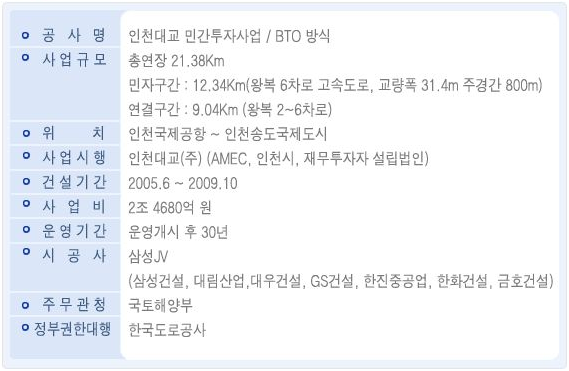 공 사 명 인천대교 민간투자사업 / BTO 방식
사업규모 총연장 21.38Km
민자구간 : 12.34Km(왕복 6차로 고속도로, 교량폭 31.4m 주경간 800m)
연결구간 : 9.04Km (왕복 2~6차로)
위 치 인천국제공항 ~ 인천송도국제도시
사업시행 인천대교(주) (AMEC, 인천시, 재무투자자 설립법인)
건설기간 2005.6 ~ 2009.10
사 업 비 2조 4680억 원
운영기간 운영개시 후 30년
시 공 사 삼성JV
(삼성건설, 대림산업,대우건설, GS건설, 한진중공업, 한화건설, 금호건설)
주무관청 국토해양부
정부권한대행 한국도로공사